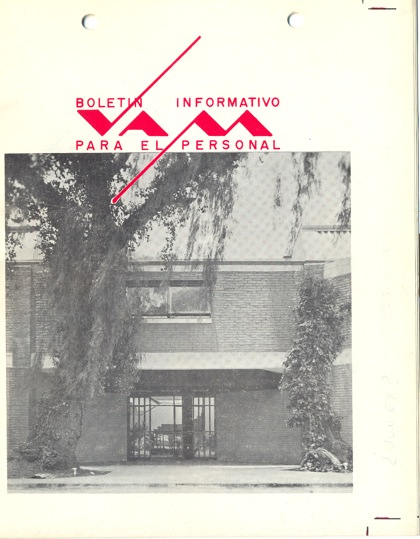 BOLETIN INFORMATIVO
VAM
PARA EL PERSONAL